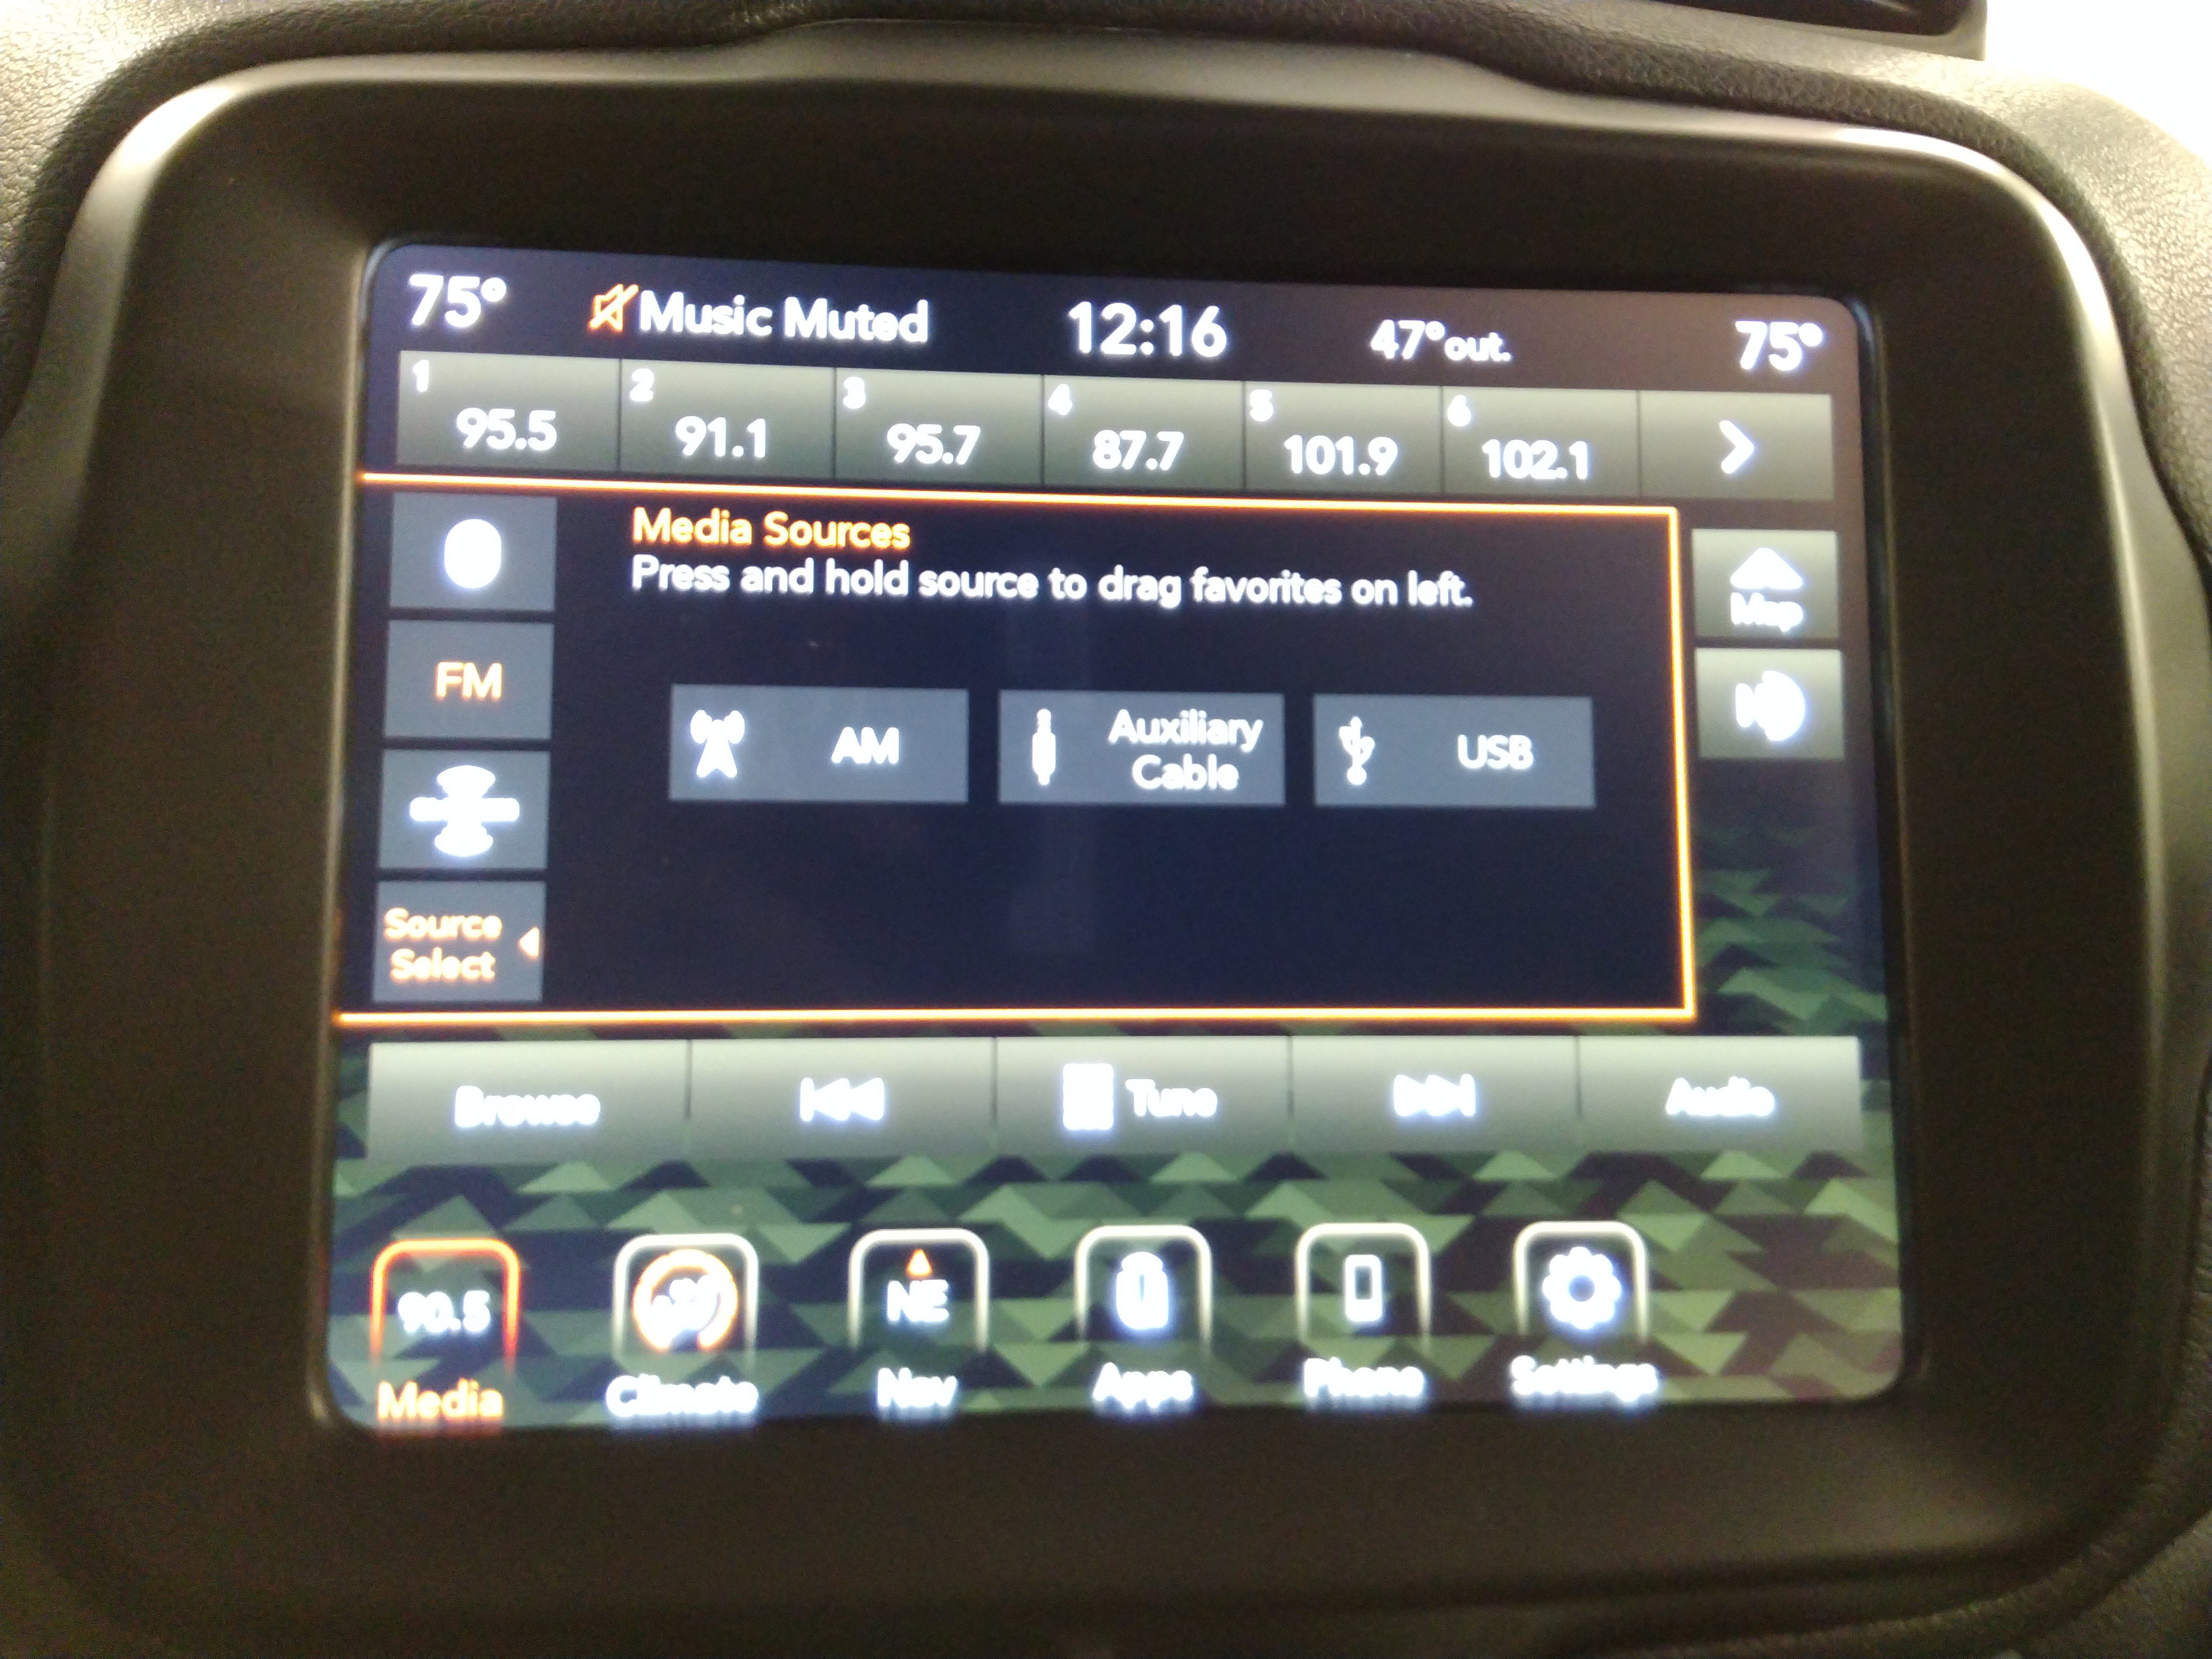 75° Music Muted 12:16 47°out. 75°
1 2 3 4 5 6
95.5 91.1 95.7 87.7 101.9 102.1
Media Sources
Press and hold source to drag favorites on left.
Map
FM
AM
Auxiliary
Cable
USB
Source
Select
Browse Tune Audio
90.5 NE
Media Climate Nav Apps Phone Settings